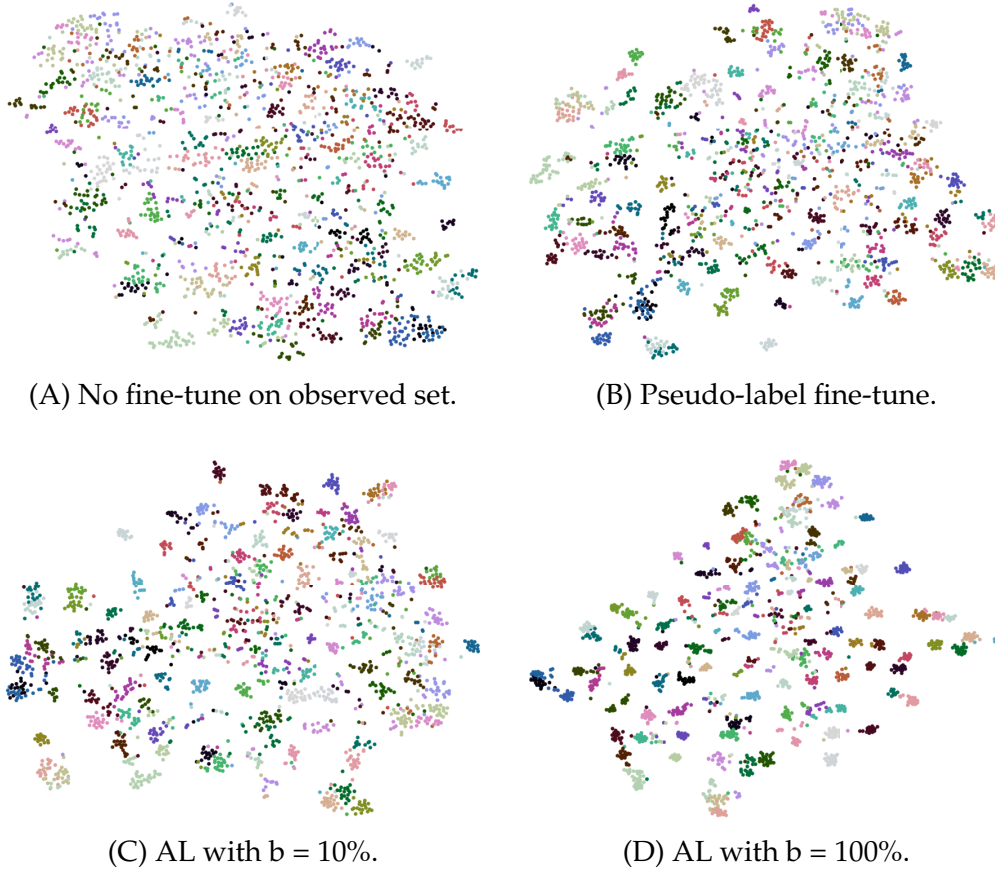 (A) No fine-tune on observed set.
(B) Pseudo-label fine-tune.
(C) AL with b = 10%.
(D) AL with b = 100%.